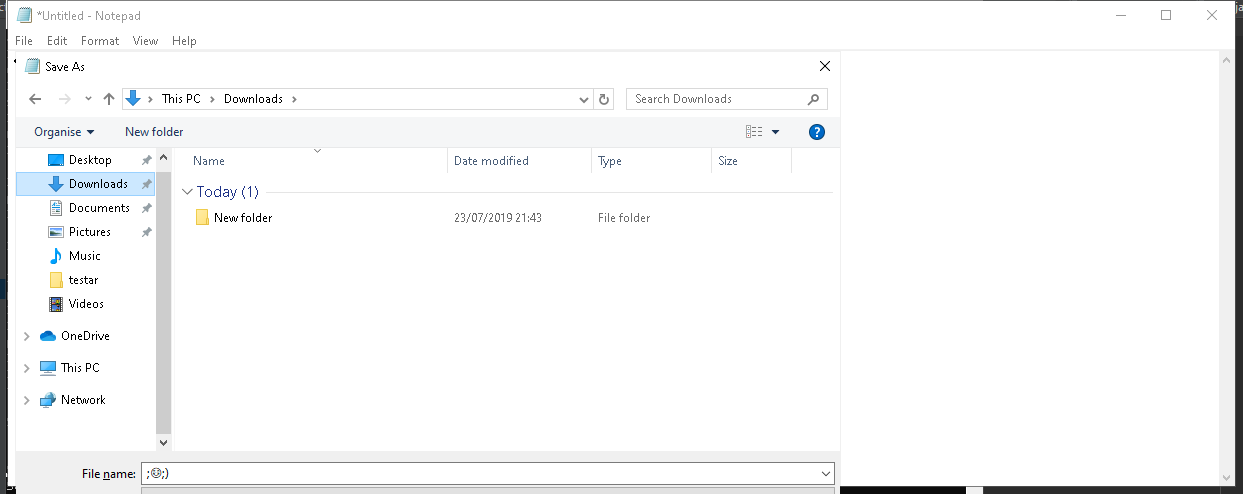 *Untitled - Notepad
File Edit Format View Help
Save As
This PC Downloads
Search Downloads
Organise New folder
Name Date modified Type Size
Desktop
Downloads
Documents
Pictures
Music
testar
Videos
OneDrive
This PC
Network
Today (1)
New folder 23/07/2019 21:43 File folder
File name: ;☺;)